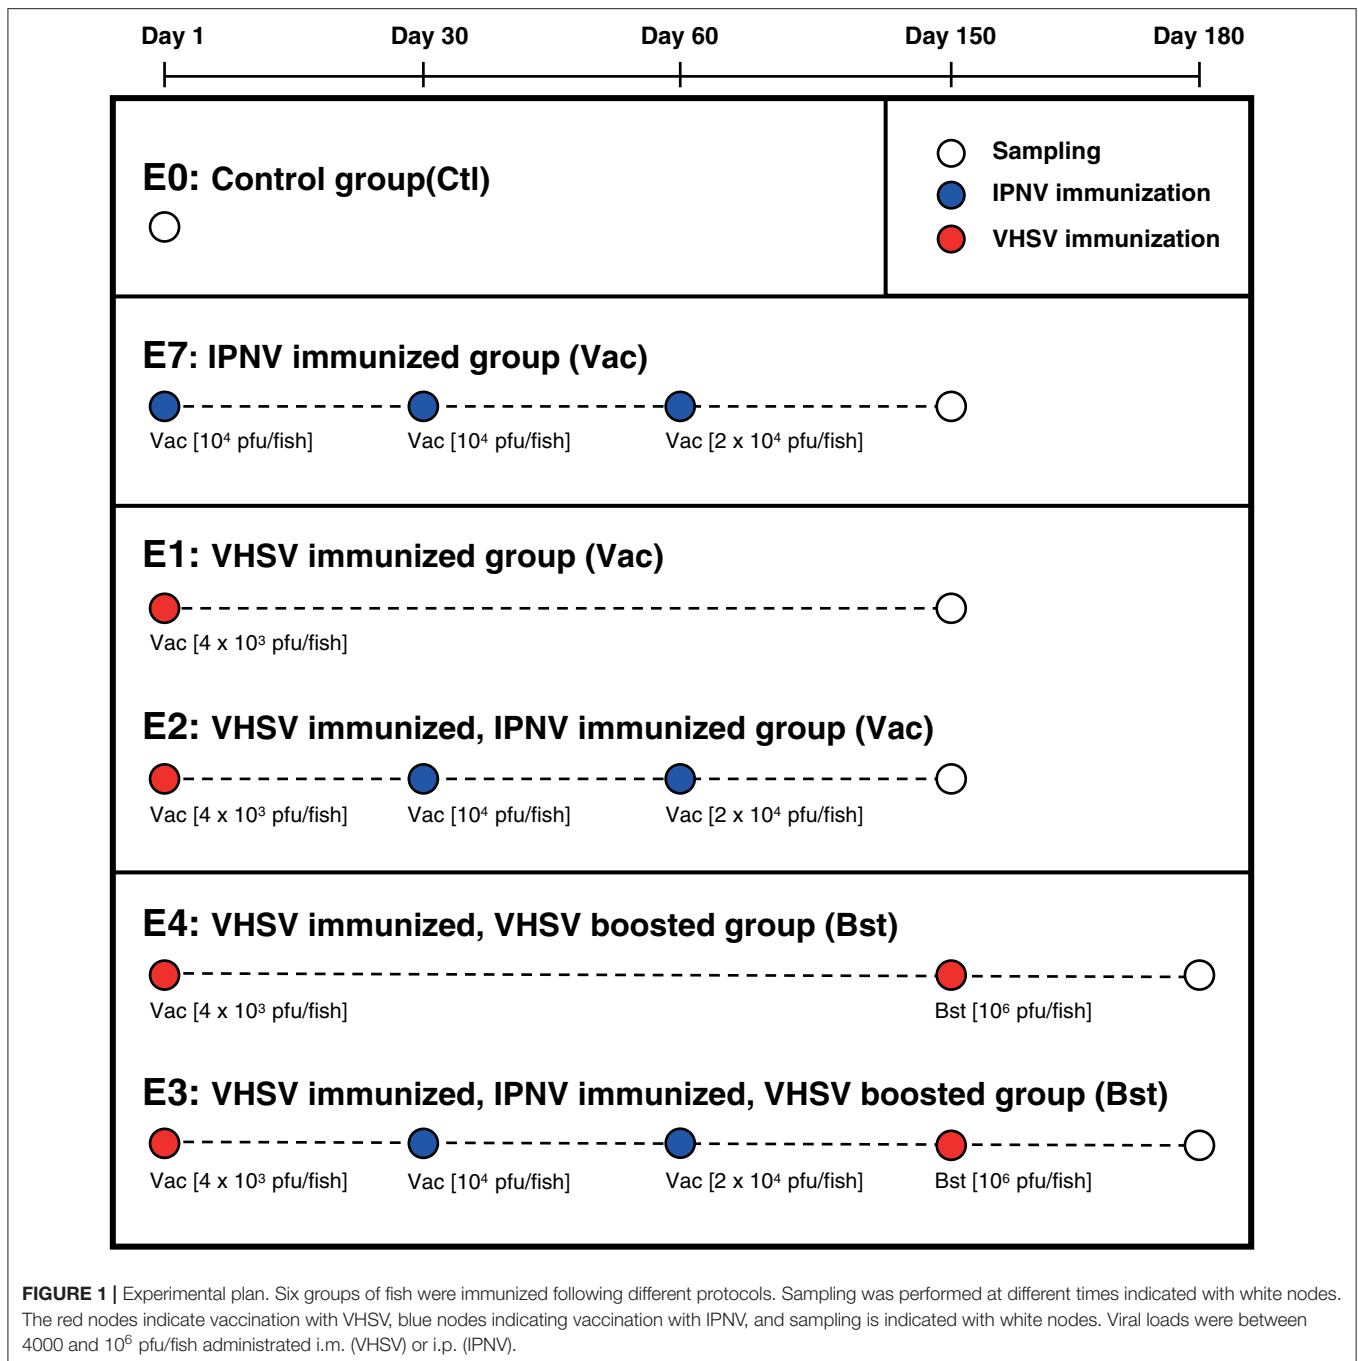 Day 1 Day 30 Day 60 Day 150 Day 180
E0: Control group(Ctl)
Sampling
IPNV immunization
VHSV immunization
E7: IPNV immunized group (Vac)
Vac [10⁴ pfu/fish] Vac [10⁴ pfu/fish] Vac [2 x 10⁴ pfu/fish]
E1: VHSV immunized group (Vac)
Vac [4 x 10³ pfu/fish]
E2: VHSV immunized, IPNV immunized group (Vac)
Vac [4 x 10³ pfu/fish] Vac [10⁴ pfu/fish] Vac [2 x 10⁴ pfu/fish]
E4: VHSV immunized, VHSV boosted group (Bst)
Vac [4 x 10³ pfu/fish] Bst [10⁶ pfu/fish]
E3: VHSV immunized, IPNV immunized, VHSV boosted group (Bst)
Vac [4 x 10³ pfu/fish] Vac [10⁴ pfu/fish] Vac [2 x 10⁴ pfu/fish] Bst [10⁶ pfu/fish]
FIGURE 1 | Experimental plan. Six groups of fish were immunized following different protocols. Sampling was performed at different times indicated with white nodes.
The red nodes indicate vaccination with VHSV, blue nodes indicating vaccination with IPNV, and sampling is indicated with white nodes. Viral loads were between
4000 and 10⁶ pfu/fish administrated i.m. (VHSV) or i.p. (IPNV).